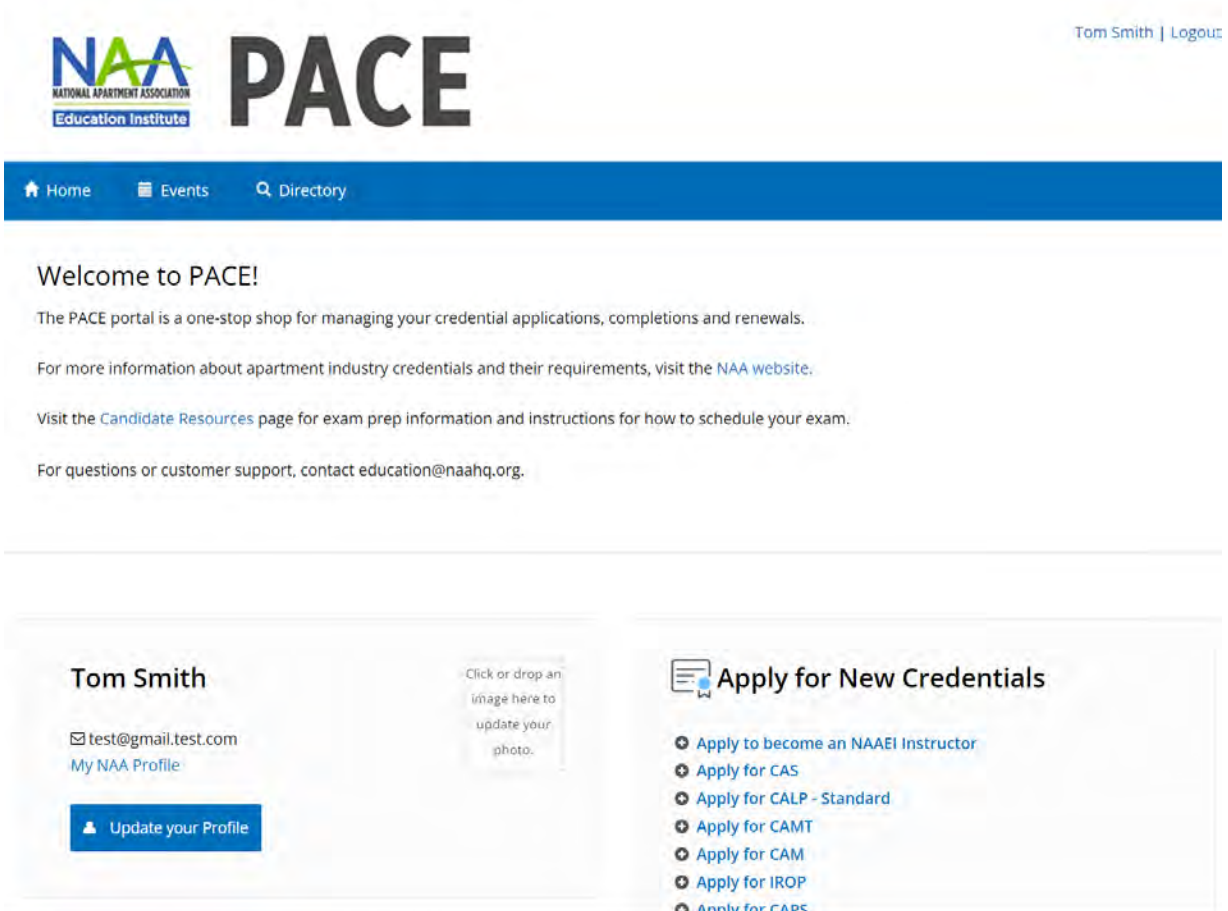 Tom Smith | Logout
NAA
NATIONAL APARTMENT ASSOCIATION
Education Institute
PACE
Home Events Directory
Welcome to PACE!
The PACE portal is a one-stop shop for managing your credential applications, completions and renewals.
For more information about apartment industry credentials and their requirements, visit the NAA website.
Visit the Candidate Resources page for exam prep information and instructions for how to schedule your exam.
For questions or customer support, contact education@naahq.org.
Tom Smith
test@gmail.test.com
My NAA Profile
Update your Profile
Click or drop an
image here to
update your
photo.
Apply for New Credentials
Apply to become an NAAEI Instructor
Apply for CAS
Apply for CALP - Standard
Apply for CAMT
Apply for CAM
Apply for IROP
Apply for CAPS